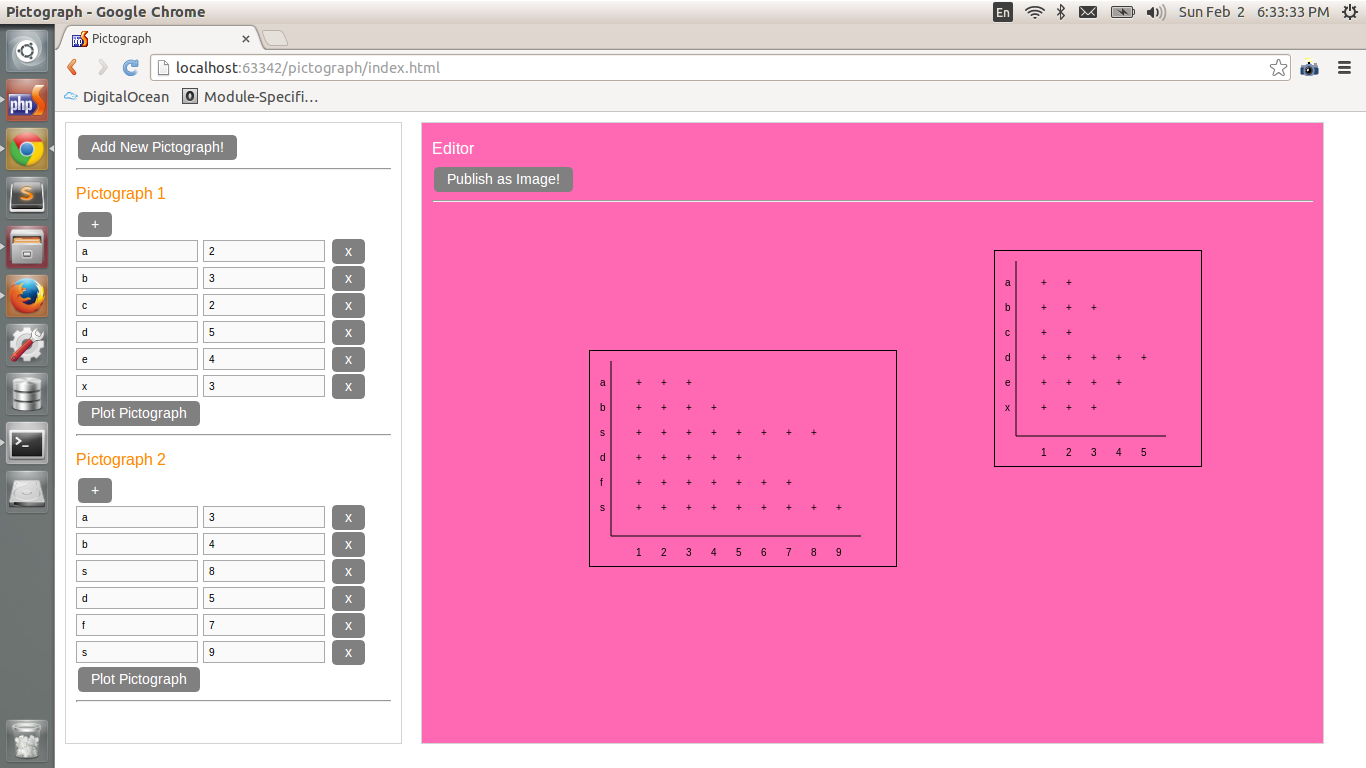 Pictograph - Google Chrome
En
Sun Feb 2 6:33:33 PM
Pictograph
localhost:63342/pictograph/index.html
DigitalOcean
Module-Specifi...
Add New Pictograph!
Pictograph 1
+
a 2 x
b 3 x
c 2 x
d 5 x
e 4 x
x 3 x
Plot Pictograph
Pictograph 2
+
a 3 x
b 4 x
s 8 x
d 5 x
f 7 x
s 9 x
Plot Pictograph
Editor
Publish as Image!
a + + +
b + + + +
s + + + + + + + +
d + + + + +
f + + + + + + +
s + + + + + + + + +
1 2 3 4 5 6 7 8 9
a + +
b + + +
c + +
d + + + + +
e + + + +
x + + +
1 2 3 4 5
php
S
>_